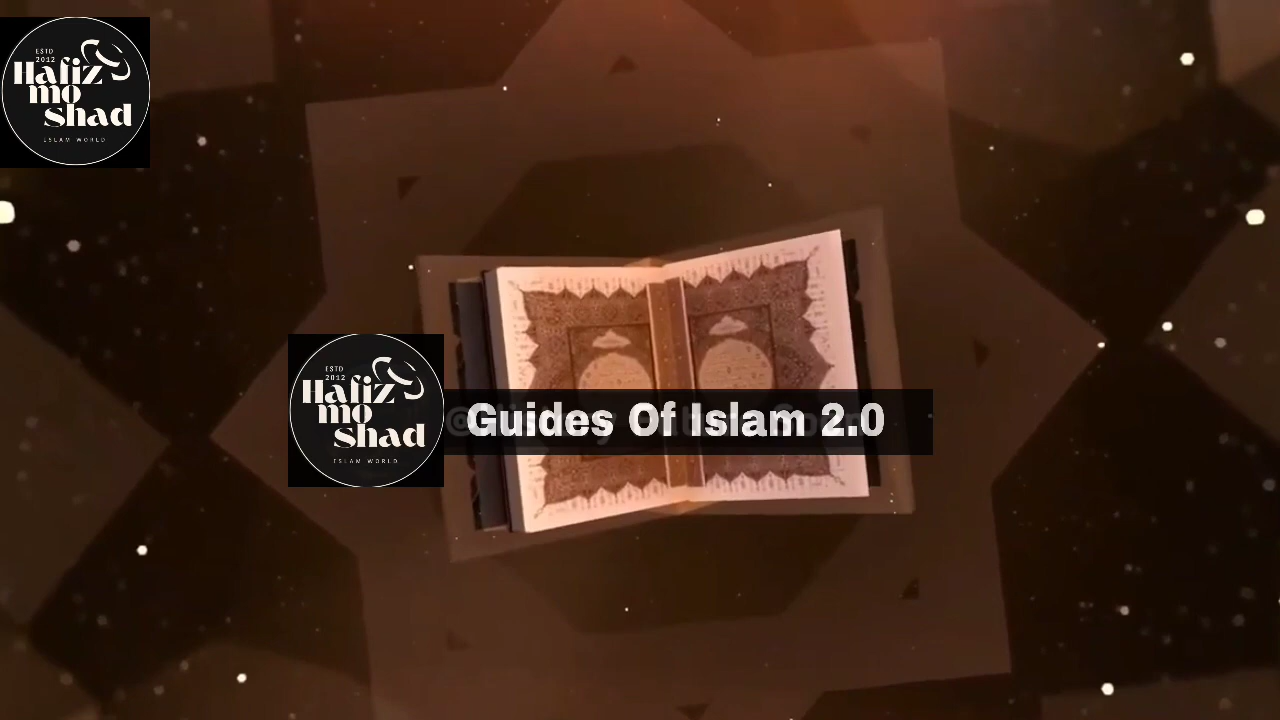 ESTD
2012
Hafiz
mo
shad
ISLAM WORLD
ESTD
2012
Hafiz
mo
shad
ISLAM WORLD
Guides Of Islam 2.0